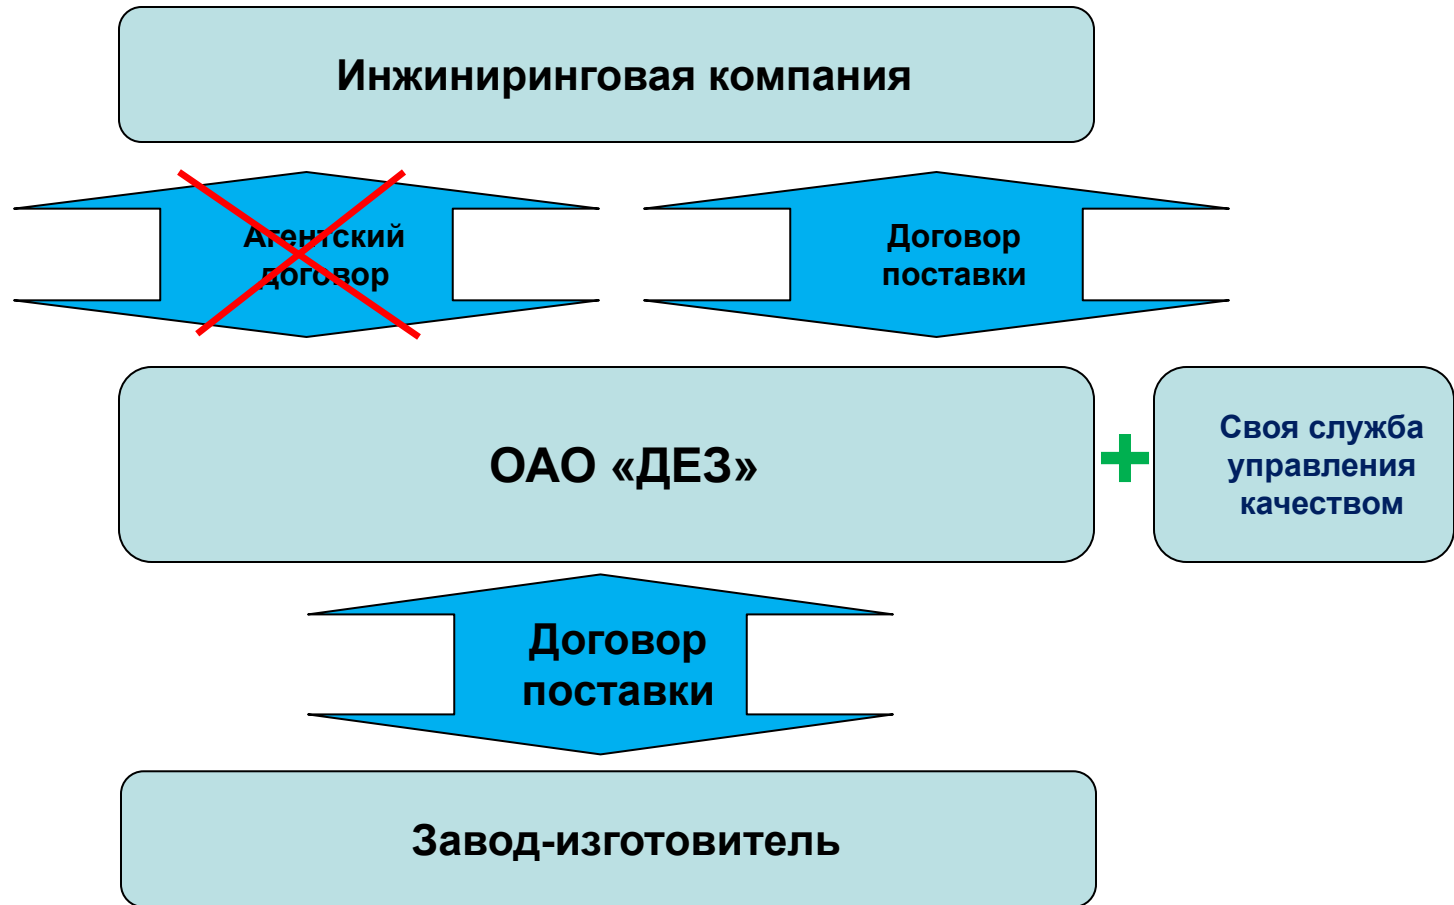 Инжиниринговая компания
Агентский
договор
Договор
поставки
ОАО «ДЕЗ»
Своя служба
управления
качеством
Договор
поставки
Завод-изготовитель